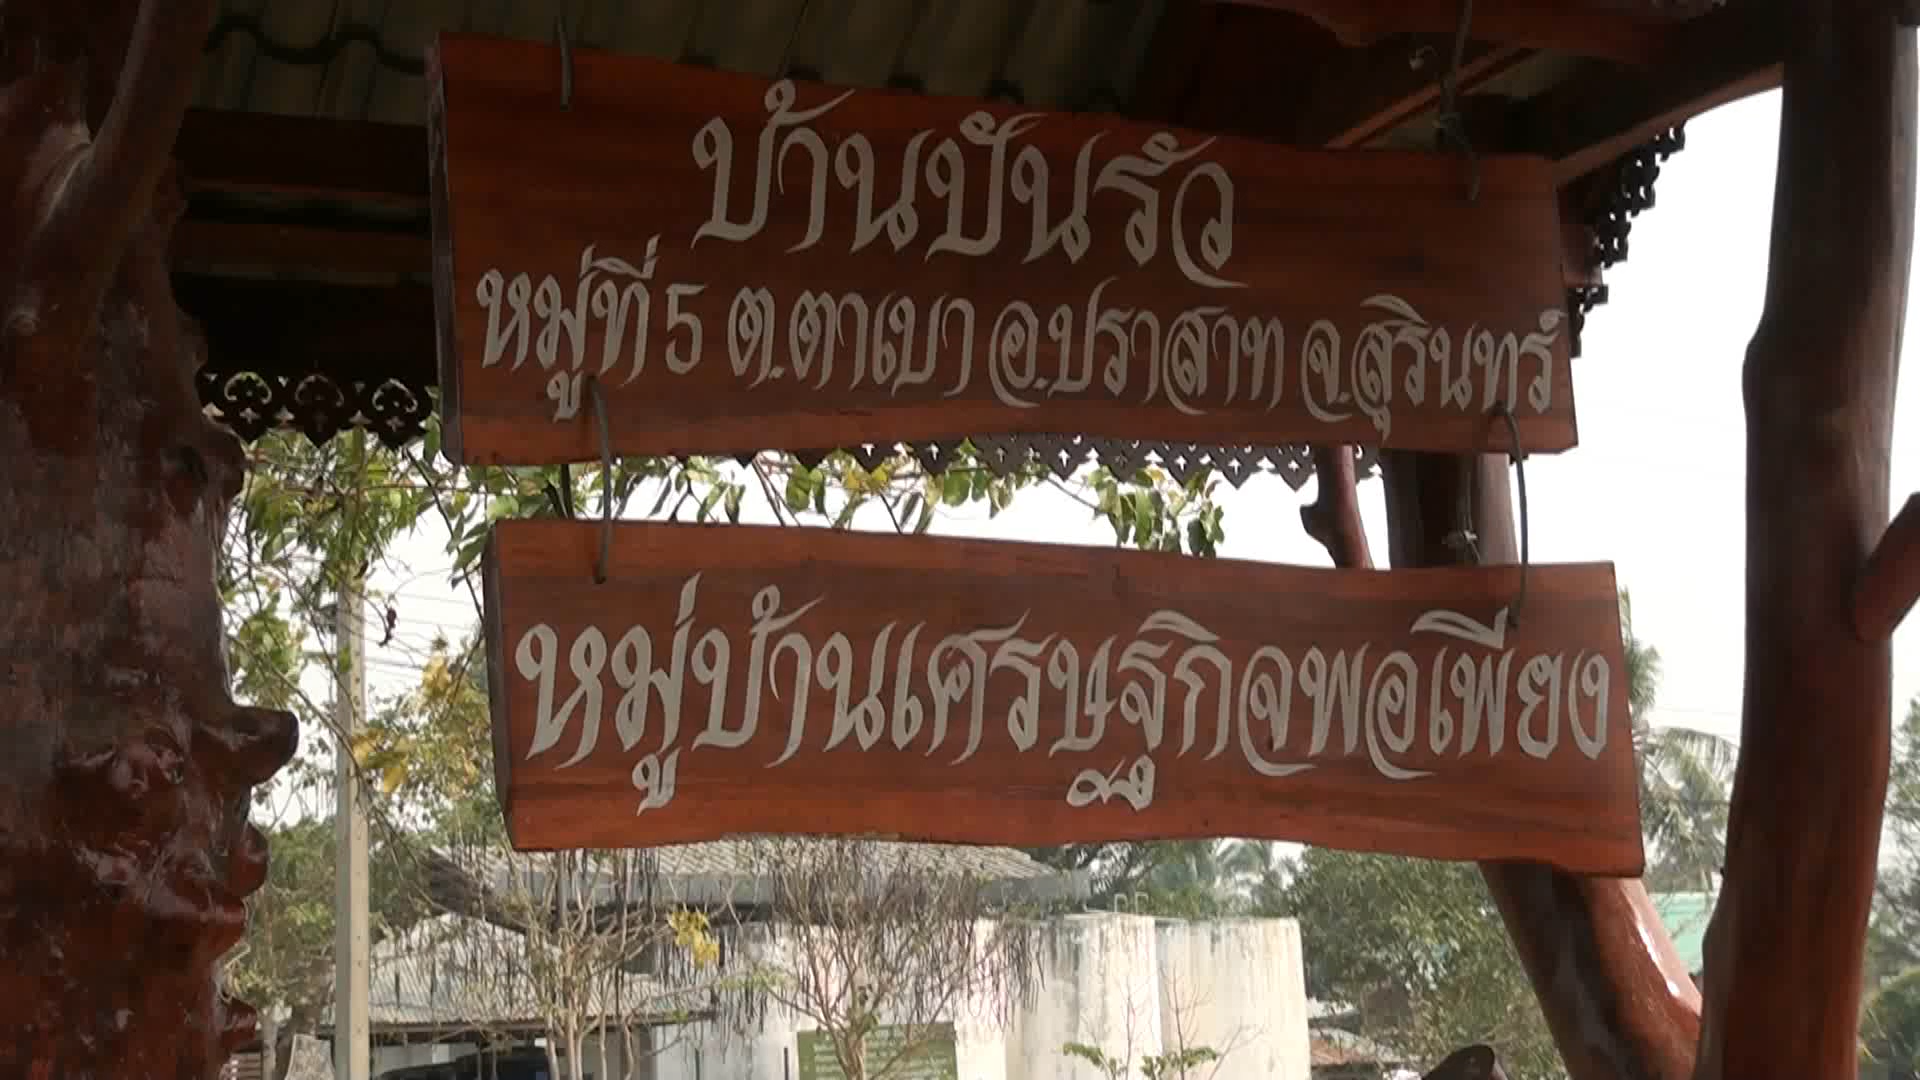 บ้านปันรัว
หมู่ที่ 5 ต.ตาเบา อ.ปราสาท จ.สุรินทร์
หมู่บ้านเศรษฐกิจพอเพียง